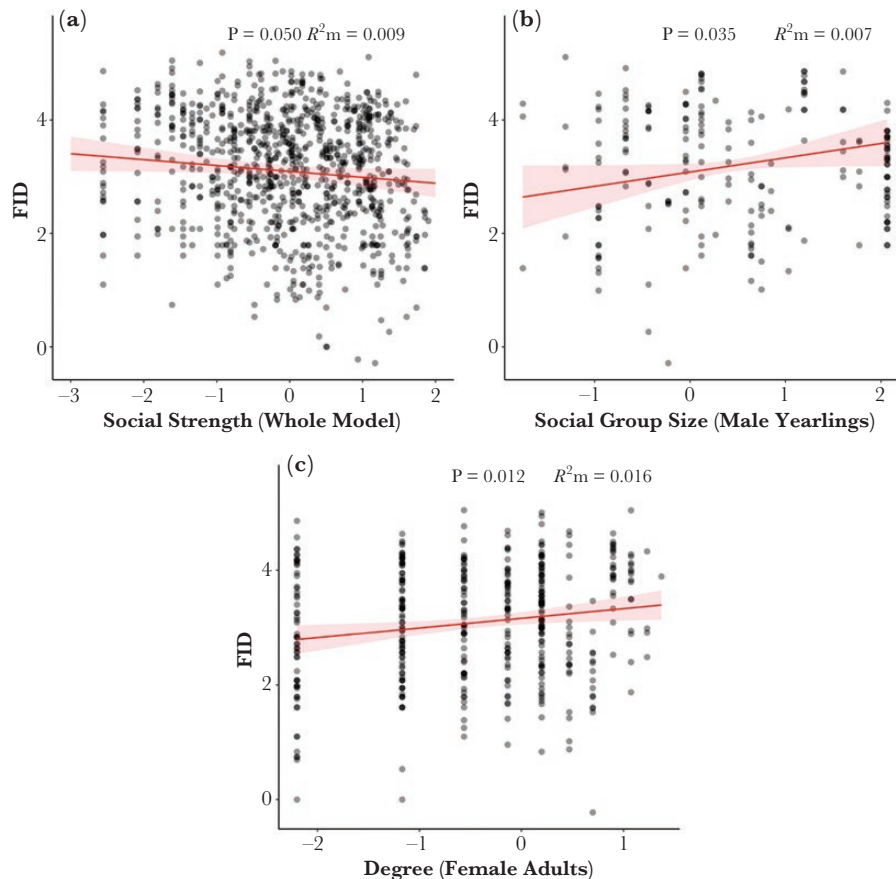 (a)
P = 0.050 R²m = 0.009
FID
4
2
0
−3 −2 −1 0 1 2
Social Strength (Whole Model)
(b)
P = 0.035 R²m = 0.007
FID
4
2
0
−1 0 1 2
Social Group Size (Male Yearlings)
(c)
P = 0.012 R²m = 0.016
FID
4
2
0
−2 −1 0 1
Degree (Female Adults)